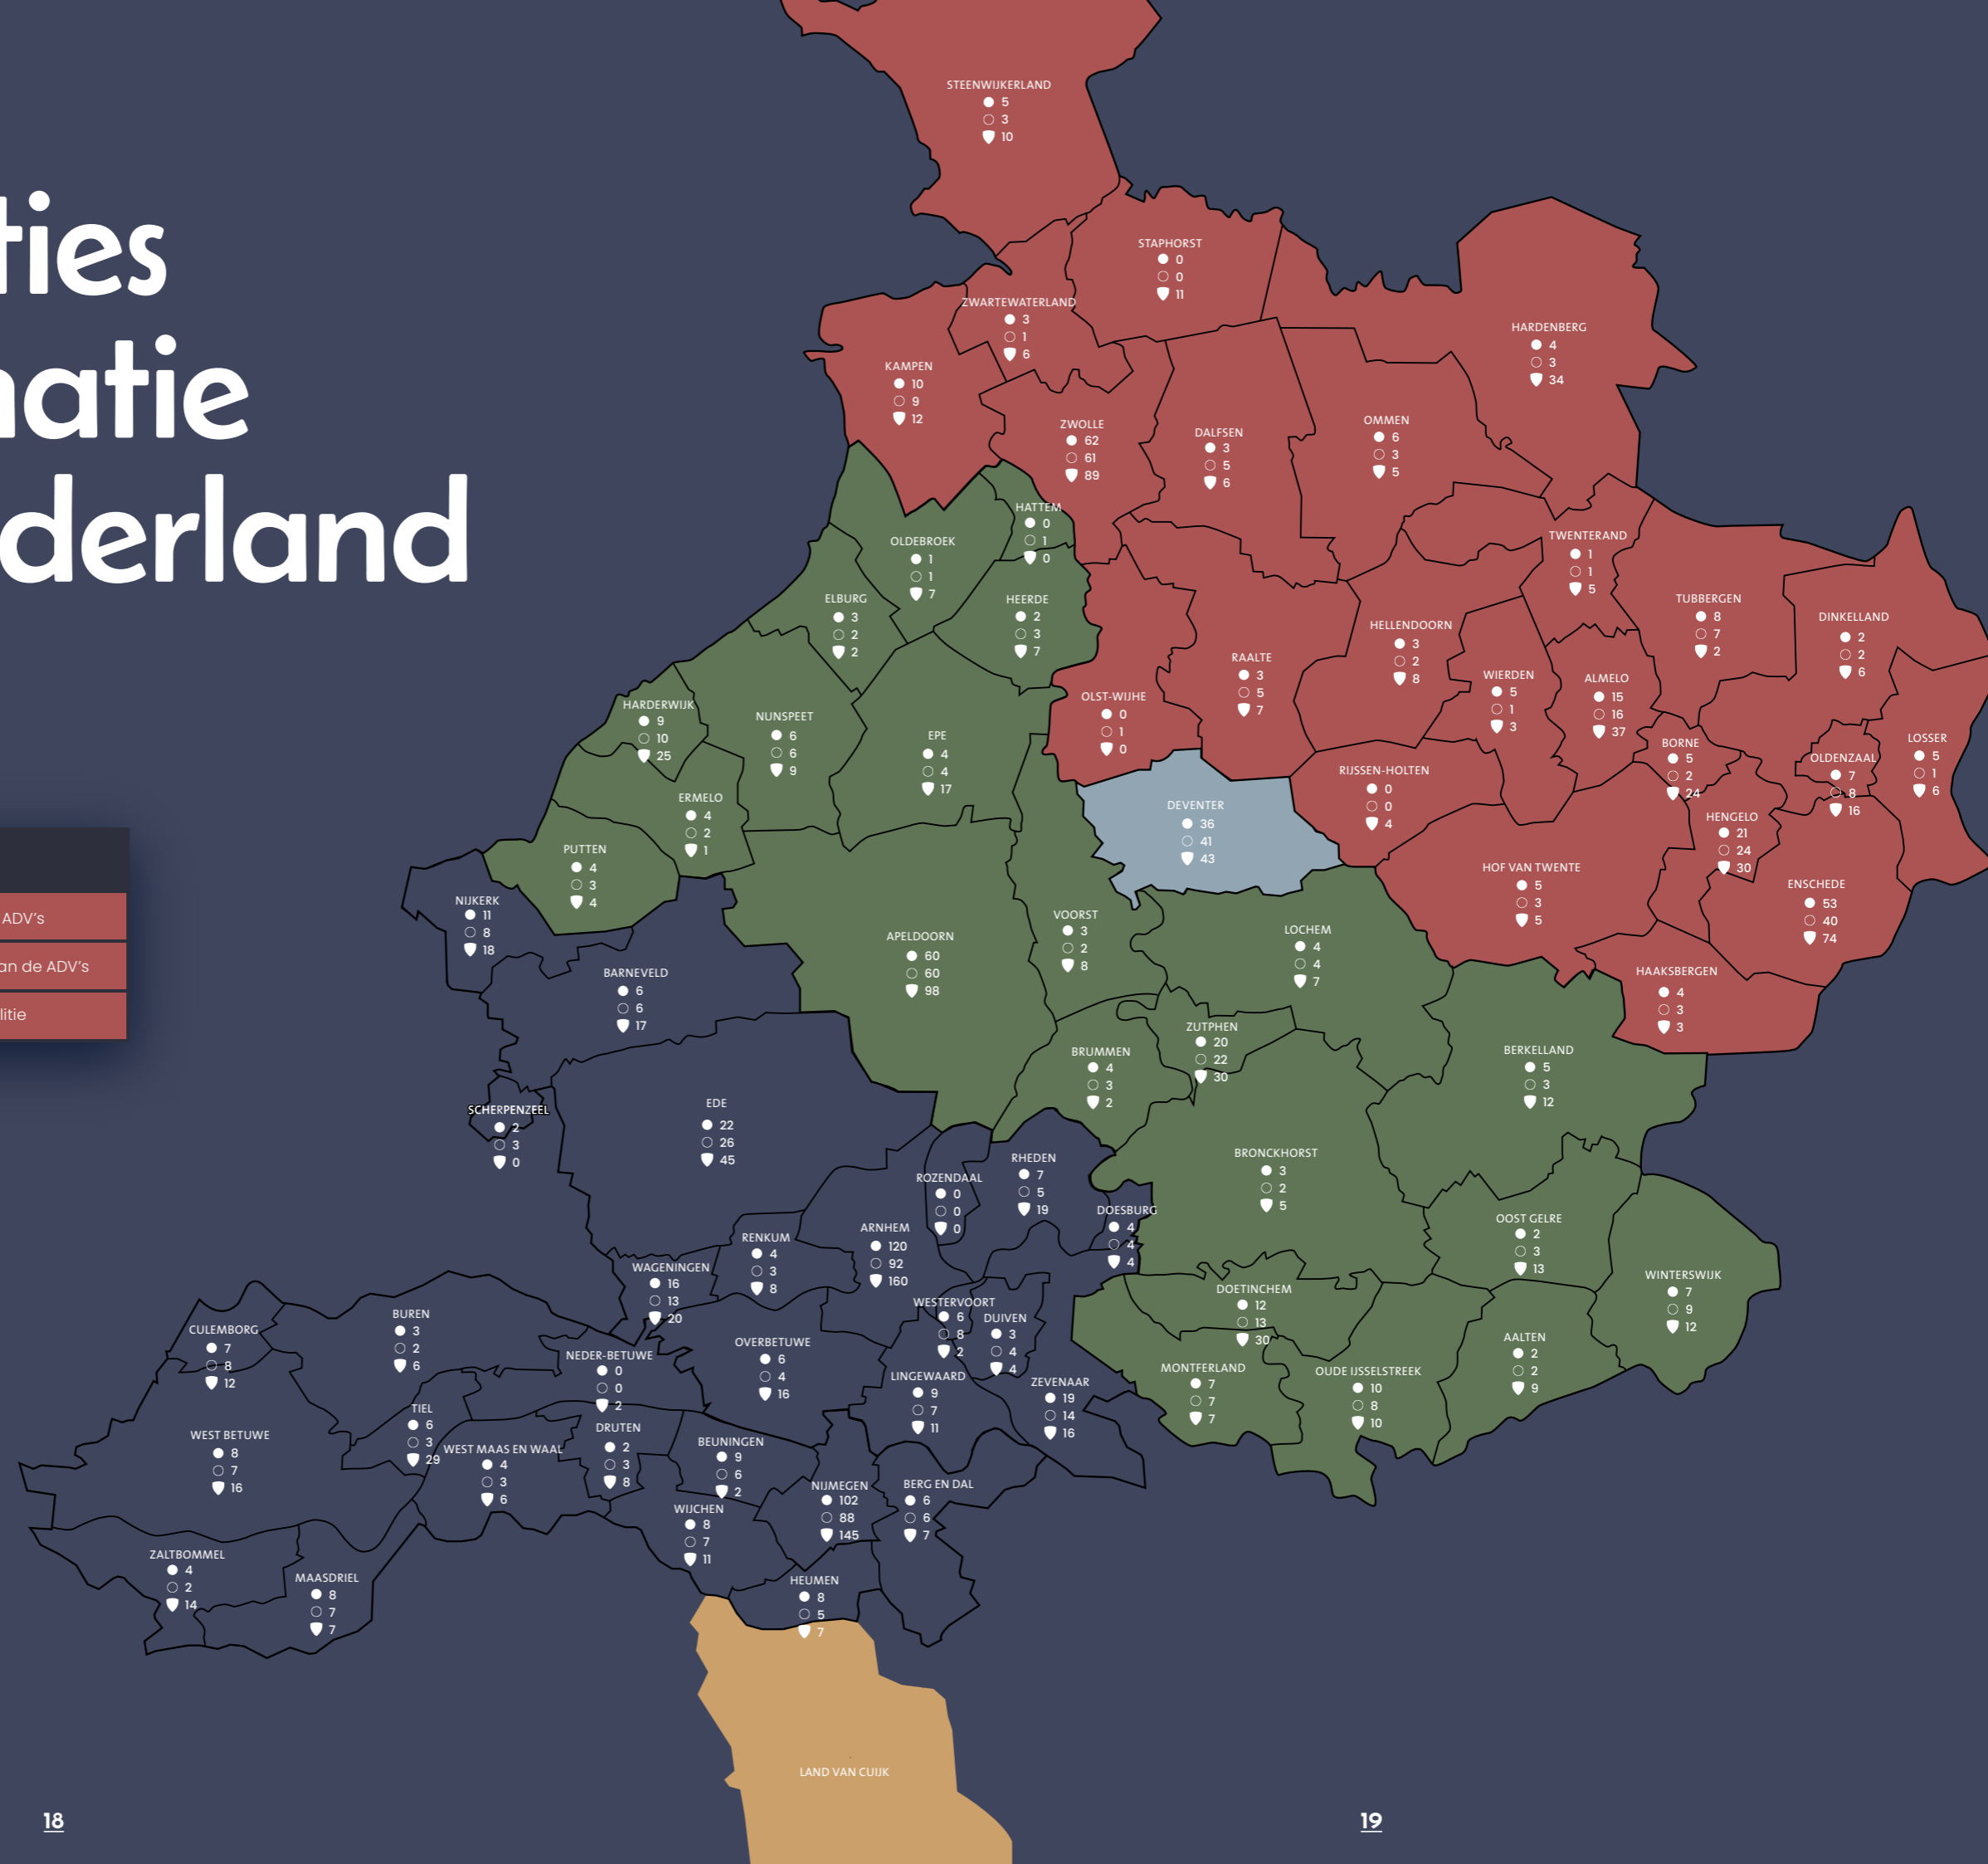 ties
natie
derland
ADV's
an de ADV's
litie
STEENWIJKERLAND
5
3
10
STAPHORST
0
0
11
ZWARTEWATERLAND
3
1
6
HARDENBERG
4
3
34
KAMPEN
10
9
12
ZWOLLE
62
61
89
DALFSEN
3
5
6
OMMEN
6
3
5
HATTEM
0
1
0
OLDEBROEK
1
1
7
TWENTERAND
1
1
5
ELBURG
3
2
2
HEERDE
2
3
7
TUBBERGEN
8
7
2
DINKELLAND
2
2
6
HELLENDOORN
3
2
8
RAALTE
3
5
7
WIERDEN
5
1
3
ALMELO
15
16
37
OLST-WIJHE
0
1
0
HARDERWIJK
9
10
25
NUNSPEET
6
6
9
EPE
4
4
17
BORNE
5
2
24
LOSSER
5
1
6
OLDENZAAL
7
8
16
RIJSSEN-HOLTEN
0
0
4
ERMELO
4
2
1
DEVENTER
36
41
43
HENGELO
21
24
30
PUTTEN
4
3
4
HOF VAN TWENTE
5
3
5
ENSCHEDE
53
40
74
NIJKERK
11
8
18
VOORST
3
2
8
LOCHEM
4
4
7
APELDOORN
60
60
98
BARNEVELD
6
6
17
HAAKSBERGEN
4
3
3
ZUTPHEN
20
22
30
BRUMMEN
4
3
2
BERKELLAND
5
3
12
SCHERPENZEEL
2
3
0
EDE
22
26
45
BRONCKHORST
3
2
5
RHEDEN
7
5
19
ROZENDAAL
0
0
0
DOESBURG
4
4
4
OOST GELRE
2
3
13
ARNHEM
120
92
160
RENKUM
4
3
8
WAGENINGEN
16
13
20
WINTERSWIJK
7
9
12
DOETINCHEM
12
13
30
WESTERVOORT
6
8
2
DUIVEN
3
4
4
BUREN
3
2
6
CULEMBORG
7
8
12
AALTEN
2
2
9
OVERBETUWE
6
4
16
NEDER-BETUWE
0
0
2
MONTFERLAND
7
7
7
OUDE IJSSELSTREEK
10
8
10
LINGEWAARD
9
7
11
ZEVENAAR
19
14
16
TIEL
6
3
29
DRUTEN
2
3
8
WEST BETUWE
8
7
16
BEUNINGEN
9
6
2
WEST MAAS EN WAAL
4
3
6
NIJMEGEN
102
88
145
BERG EN DAL
6
6
7
WIJCHEN
8
7
11
ZALTBOMMEL
4
2
14
MAASDRIEL
8
7
7
HEUMEN
8
5
7
LAND VAN CUIJK
18
19